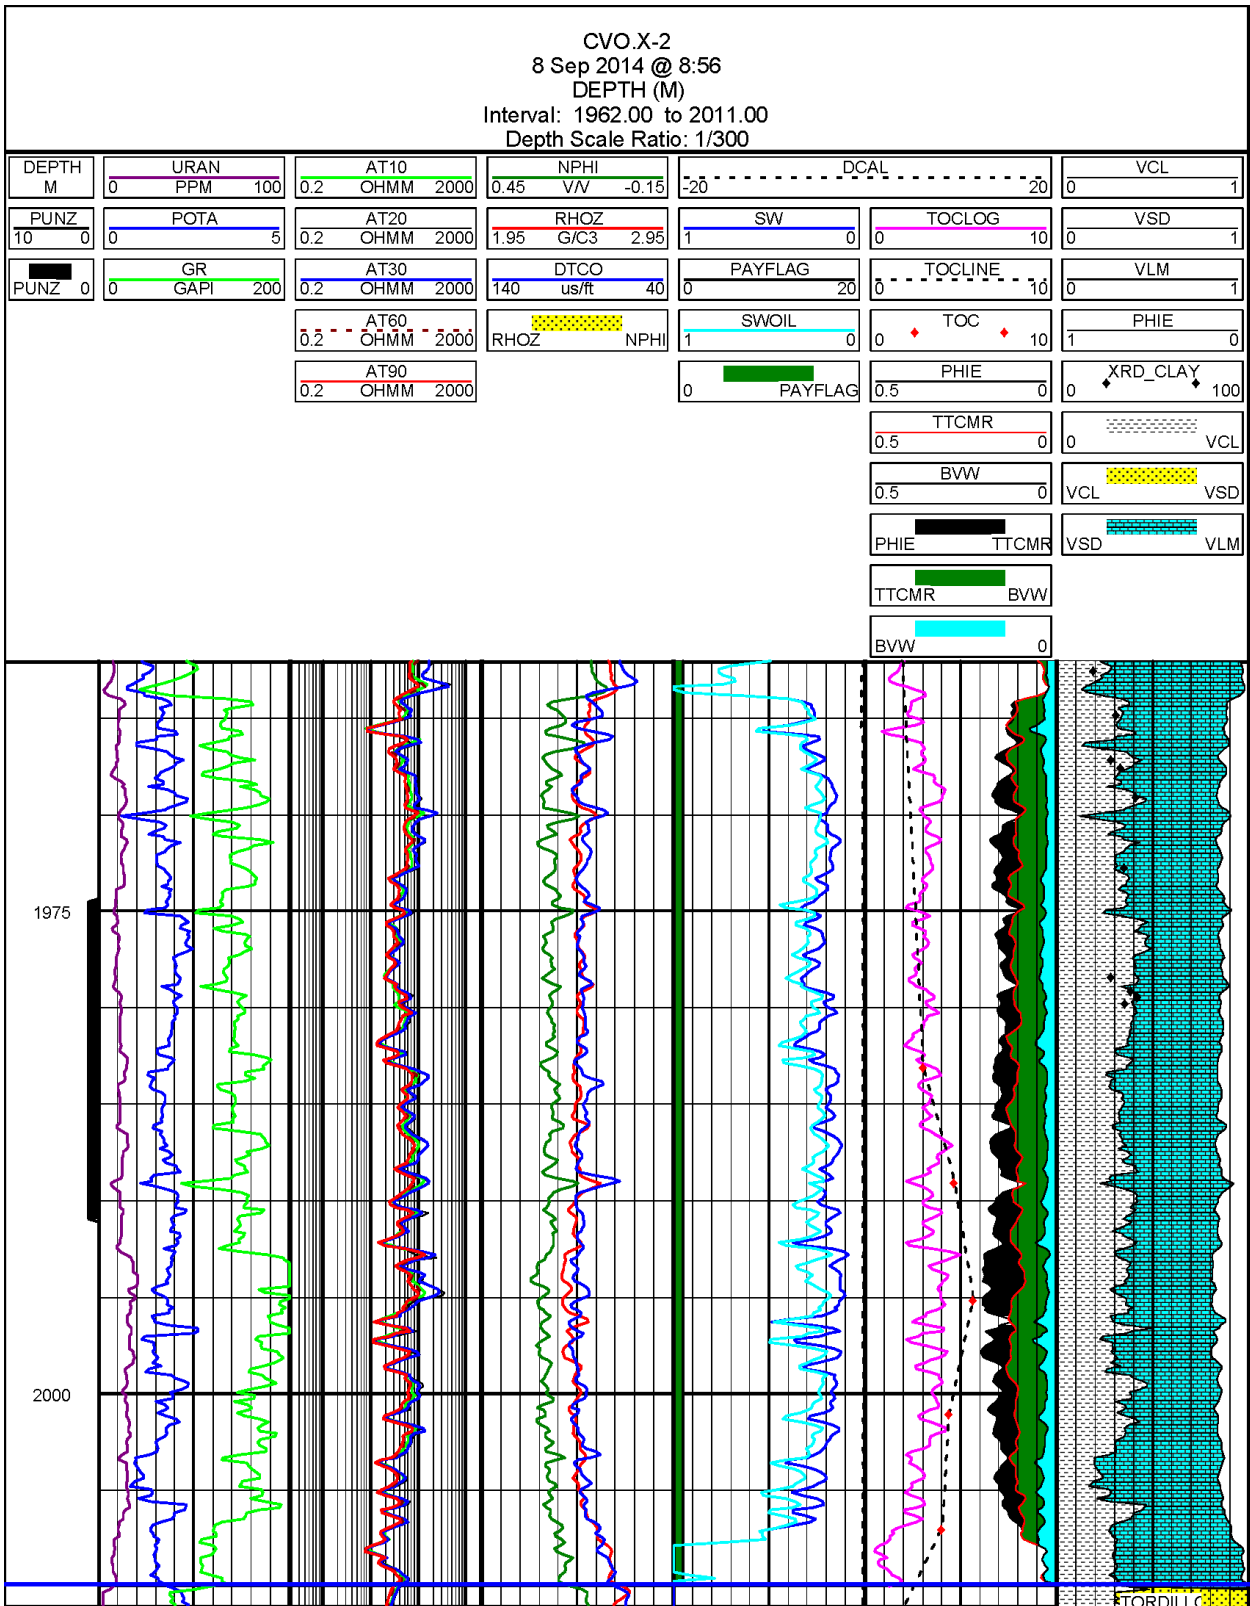 CVO.X-2
8 Sep 2014 @ 8:56
DEPTH (M)
Interval: 1962.00 to 2011.00
Depth Scale Ratio: 1/300
DEPTH
M
URAN
0 PPM 100
AT10
0.2 OHMM 2000
NPHI
0.45 V/V -0.15
DCAL
-20 20
VCL
0 1
PUNZ
10 0
POTA
0 5
AT20
0.2 OHMM 2000
RHOZ
1.95 G/C3 2.95
SW
1 0
TOCLOG
0 10
VSD
0 1
PUNZ 0
GR
0 GAPI 200
AT30
0.2 OHMM 2000
DTCO
140 us/ft 40
PAYFLAG
0 20
TOCLINE
0 10
VLM
0 1
AT60
0.2 OHMM 2000
RHOZ NPHI
SWOIL
1 0
TOC
0 10
PHIE
1 0
AT90
0.2 OHMM 2000
0 PAYFLAG
PHIE
0.5 0
XRD_CLAY
0 100
TTCMR
0.5 0
0 VCL
BVW
0.5 0
VCL VSD
PHIE TTCMR
VSD VLM
TTCMR BVW
BVW 0
1975
2000
TORDILLO